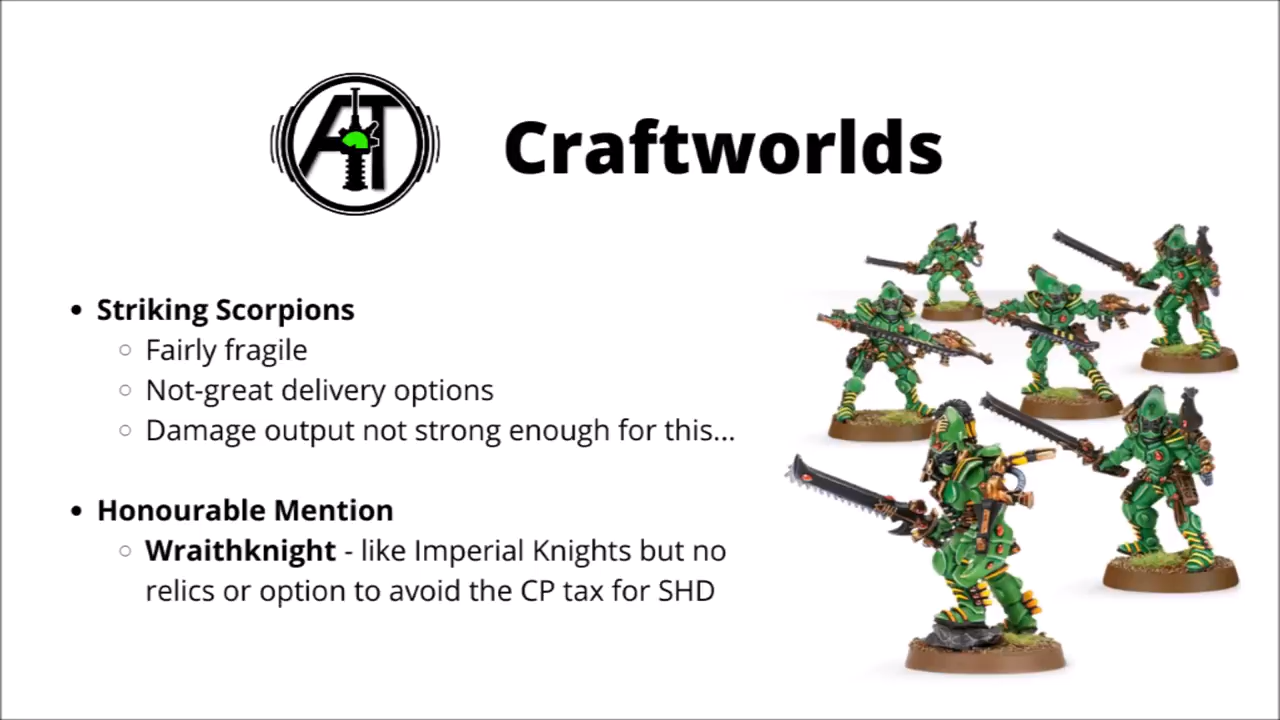 AT
Craftworlds
• Striking Scorpions
○ Fairly fragile
○ Not-great delivery options
○ Damage output not strong enough for this...
• Honourable Mention
○ Wraithknight - like Imperial Knights but no
relics or option to avoid the CP tax for SHD